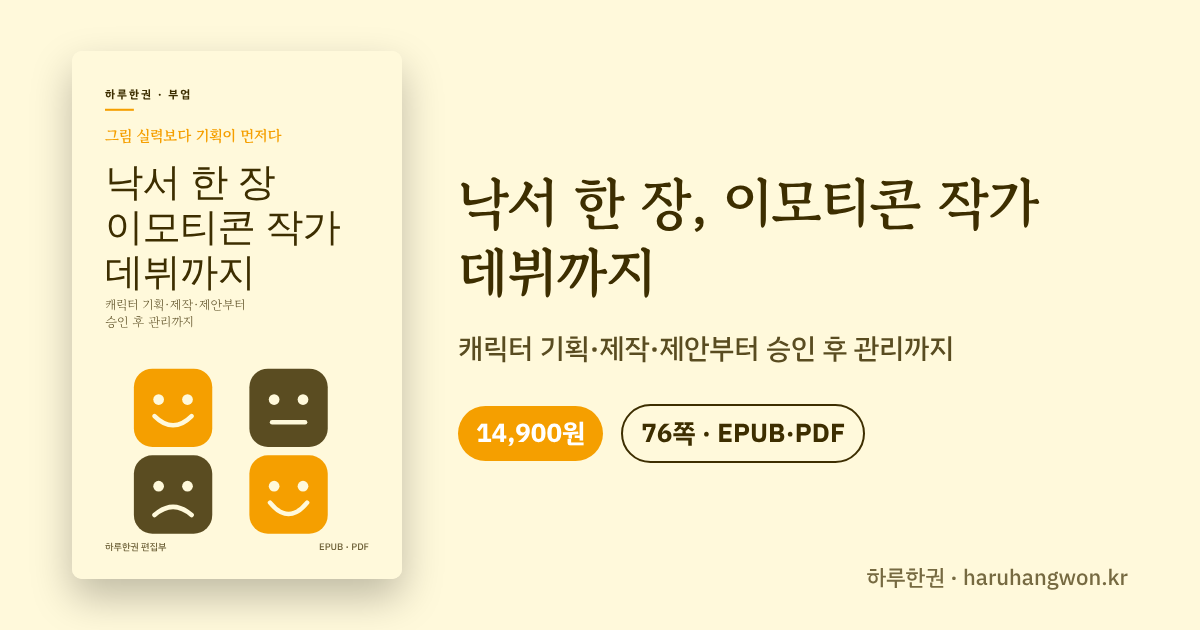 하루한권 · 부업
그림 실력보다 기획이 먼저다
낙서 한 장
이모티콘 작가
데뷔까지
캐릭터 기획·제작·제안부터
승인 후 관리까지
하루한권 편집부
EPUB · PDF
낙서 한 장, 이모티콘 작가
데뷔까지
캐릭터 기획·제작·제안부터 승인 후 관리까지
14,900원
76쪽 · EPUB·PDF
하루한권 · haruhangwon.kr